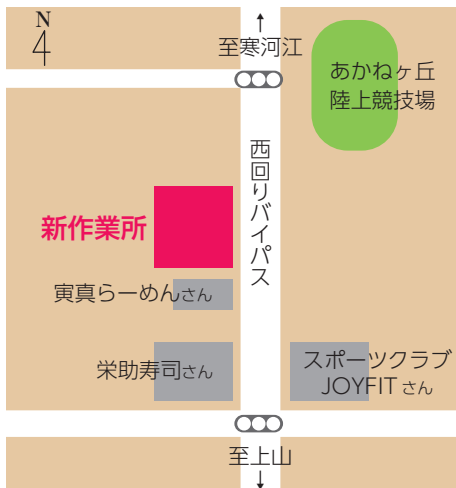 N
至寒河江
あかねヶ丘
陸上競技場
西回りバイパス
新作業所
寅真らーめんさん
栄助寿司さん
スポーツクラブ
JOYFITさん
至上山